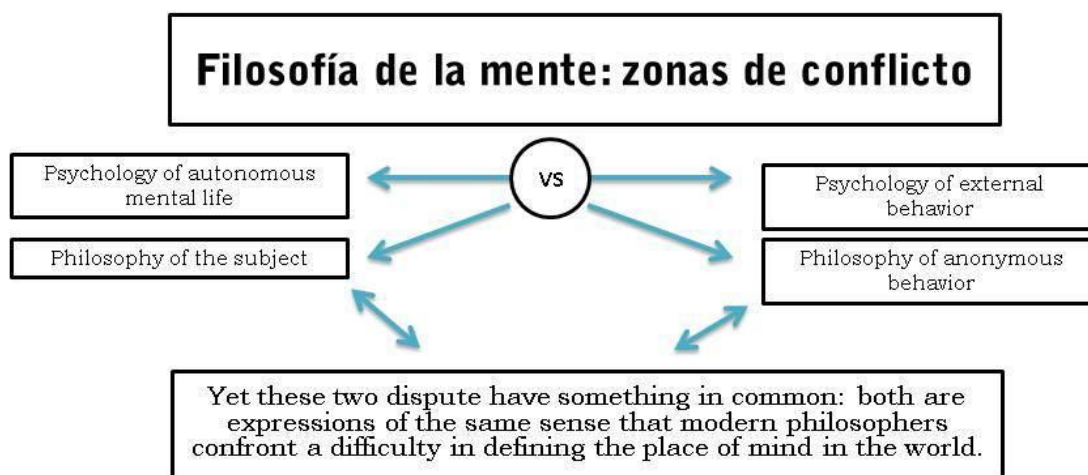 Filosofía de la mente: zonas de conflicto
Psychology of autonomous
mental life
vs
Psychology of external
behavior
Philosophy of the subject
Philosophy of anonymous
behavior
Yet these two dispute have something in common: both are
expressions of the same sense that modern philosophers
confront a difficulty in defining the place of mind in the world.